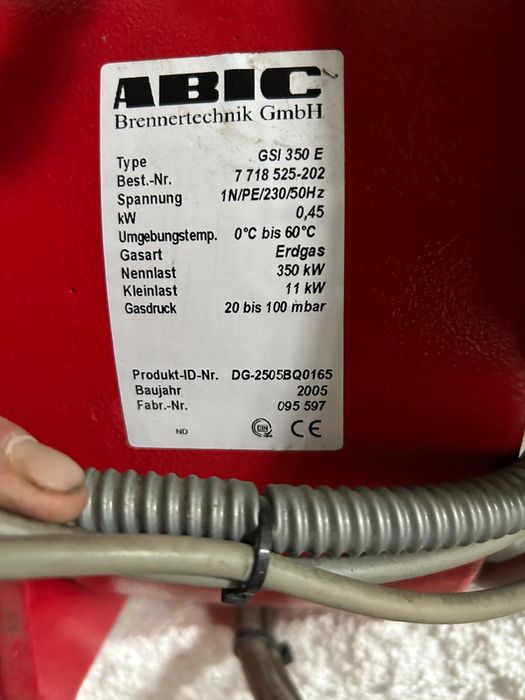 ABIC
Brennertechnik GmbH
Type GSI 350 E
Best.-Nr. 7 718 525-202
Spannung 1N/PE/230/50Hz
kW 0,45
Umgebungstemp. 0°C bis 60°C
Gasart Erdgas
Nennlast 350 kW
Kleinlast 11 kW
Gasdruck 20 bis 100 mbar
Produkt-ID-Nr. DG-2505BQ0165
Baujahr 2005
Fabr.-Nr. 095 597
ND CE